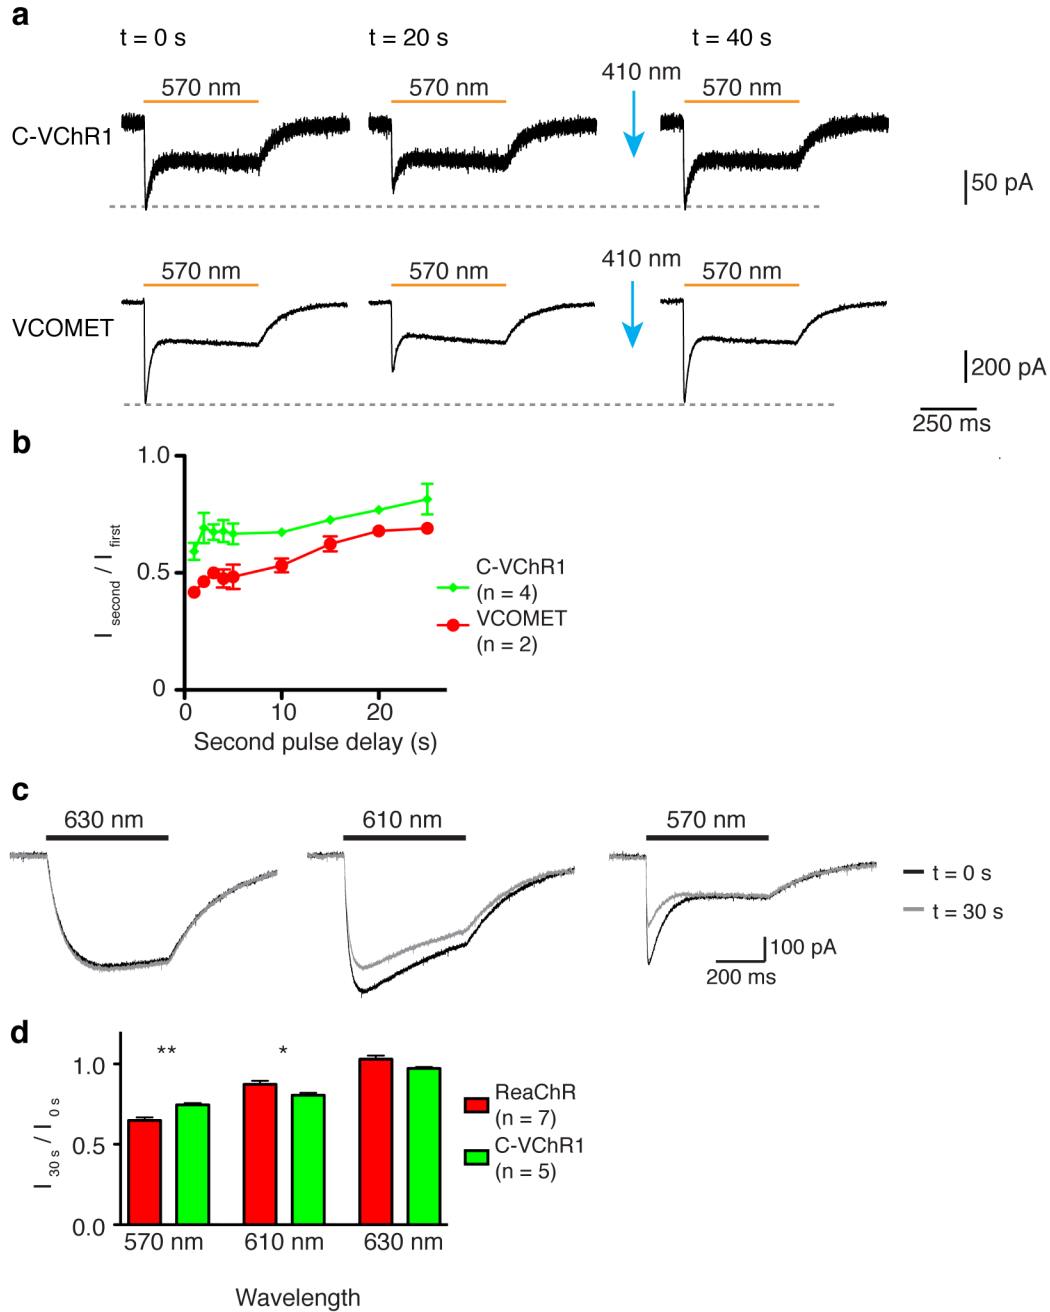 a
t = 0 s
t = 20 s
t = 40 s
570 nm
570 nm
410 nm
570 nm
C-VChR1
50 pA
570 nm
570 nm
410 nm
570 nm
VCOMET
200 pA
250 ms
b
1.0
0.5
0
I second / I first
0
10
20
Second pulse delay (s)
C-VChR1
(n = 4)
VCOMET
(n = 2)
c
630 nm
610 nm
570 nm
t = 0 s
t = 30 s
100 pA
200 ms
d
1.0
0.5
0.0
I 30 s / I 0 s
**
*
570 nm
610 nm
630 nm
Wavelength
ReaChR
(n = 7)
C-VChR1
(n = 5)